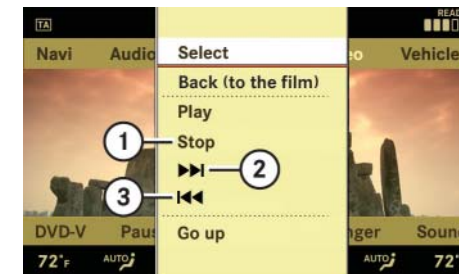 TA
READ
Navi Audio eo Vehicle
Select
Back (to the film)
Play
1 Stop
▶▶I 2
3 I◀◀
DVD-V Paus Go up nger Soun
72°F AUTO AUTO 72°